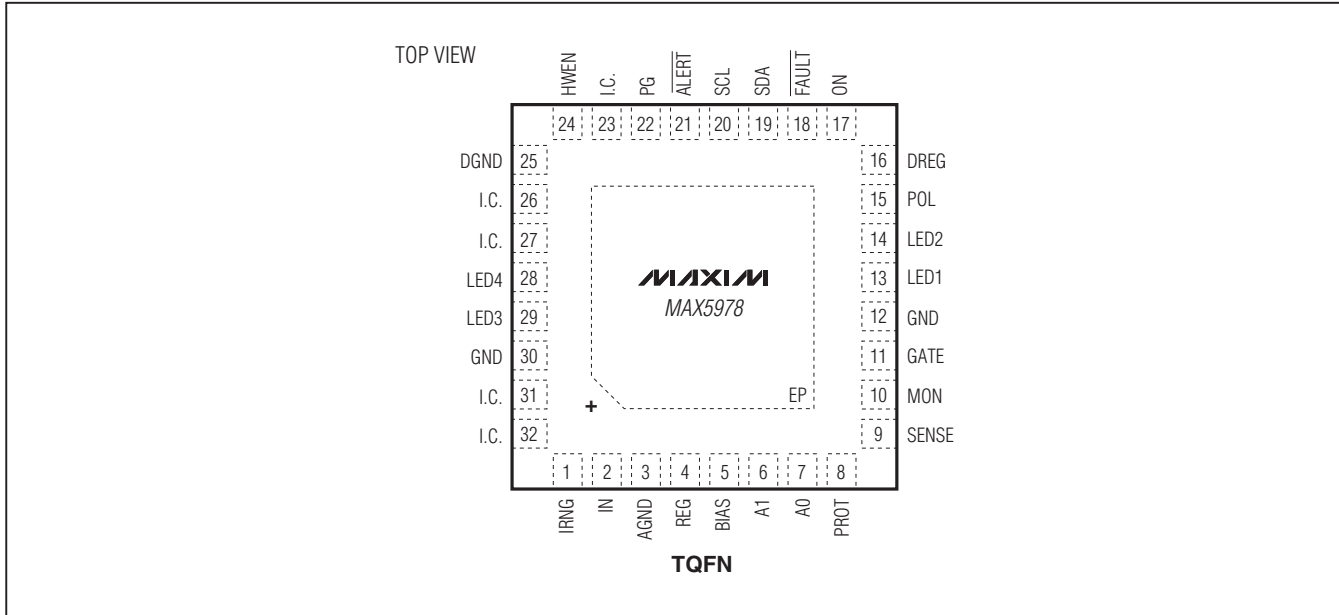 TOP VIEW
HWEN
I.C.
PG
ALERT
SCL
SDA
FAULT
ON
24 23 22 21 20 19 18 17
DGND 25 16 DREG
I.C. 26 15 POL
I.C. 27 14 LED2
LED4 28 13 LED1
LED3 29 12 GND
GND 30 11 GATE
I.C. 31 10 MON
I.C. 32 9 SENSE
MAXIM
MAX5978
EP
+
1 2 3 4 5 6 7 8
IRNG
IN
AGND
REG
BIAS
A1
A0
PROT
TQFN